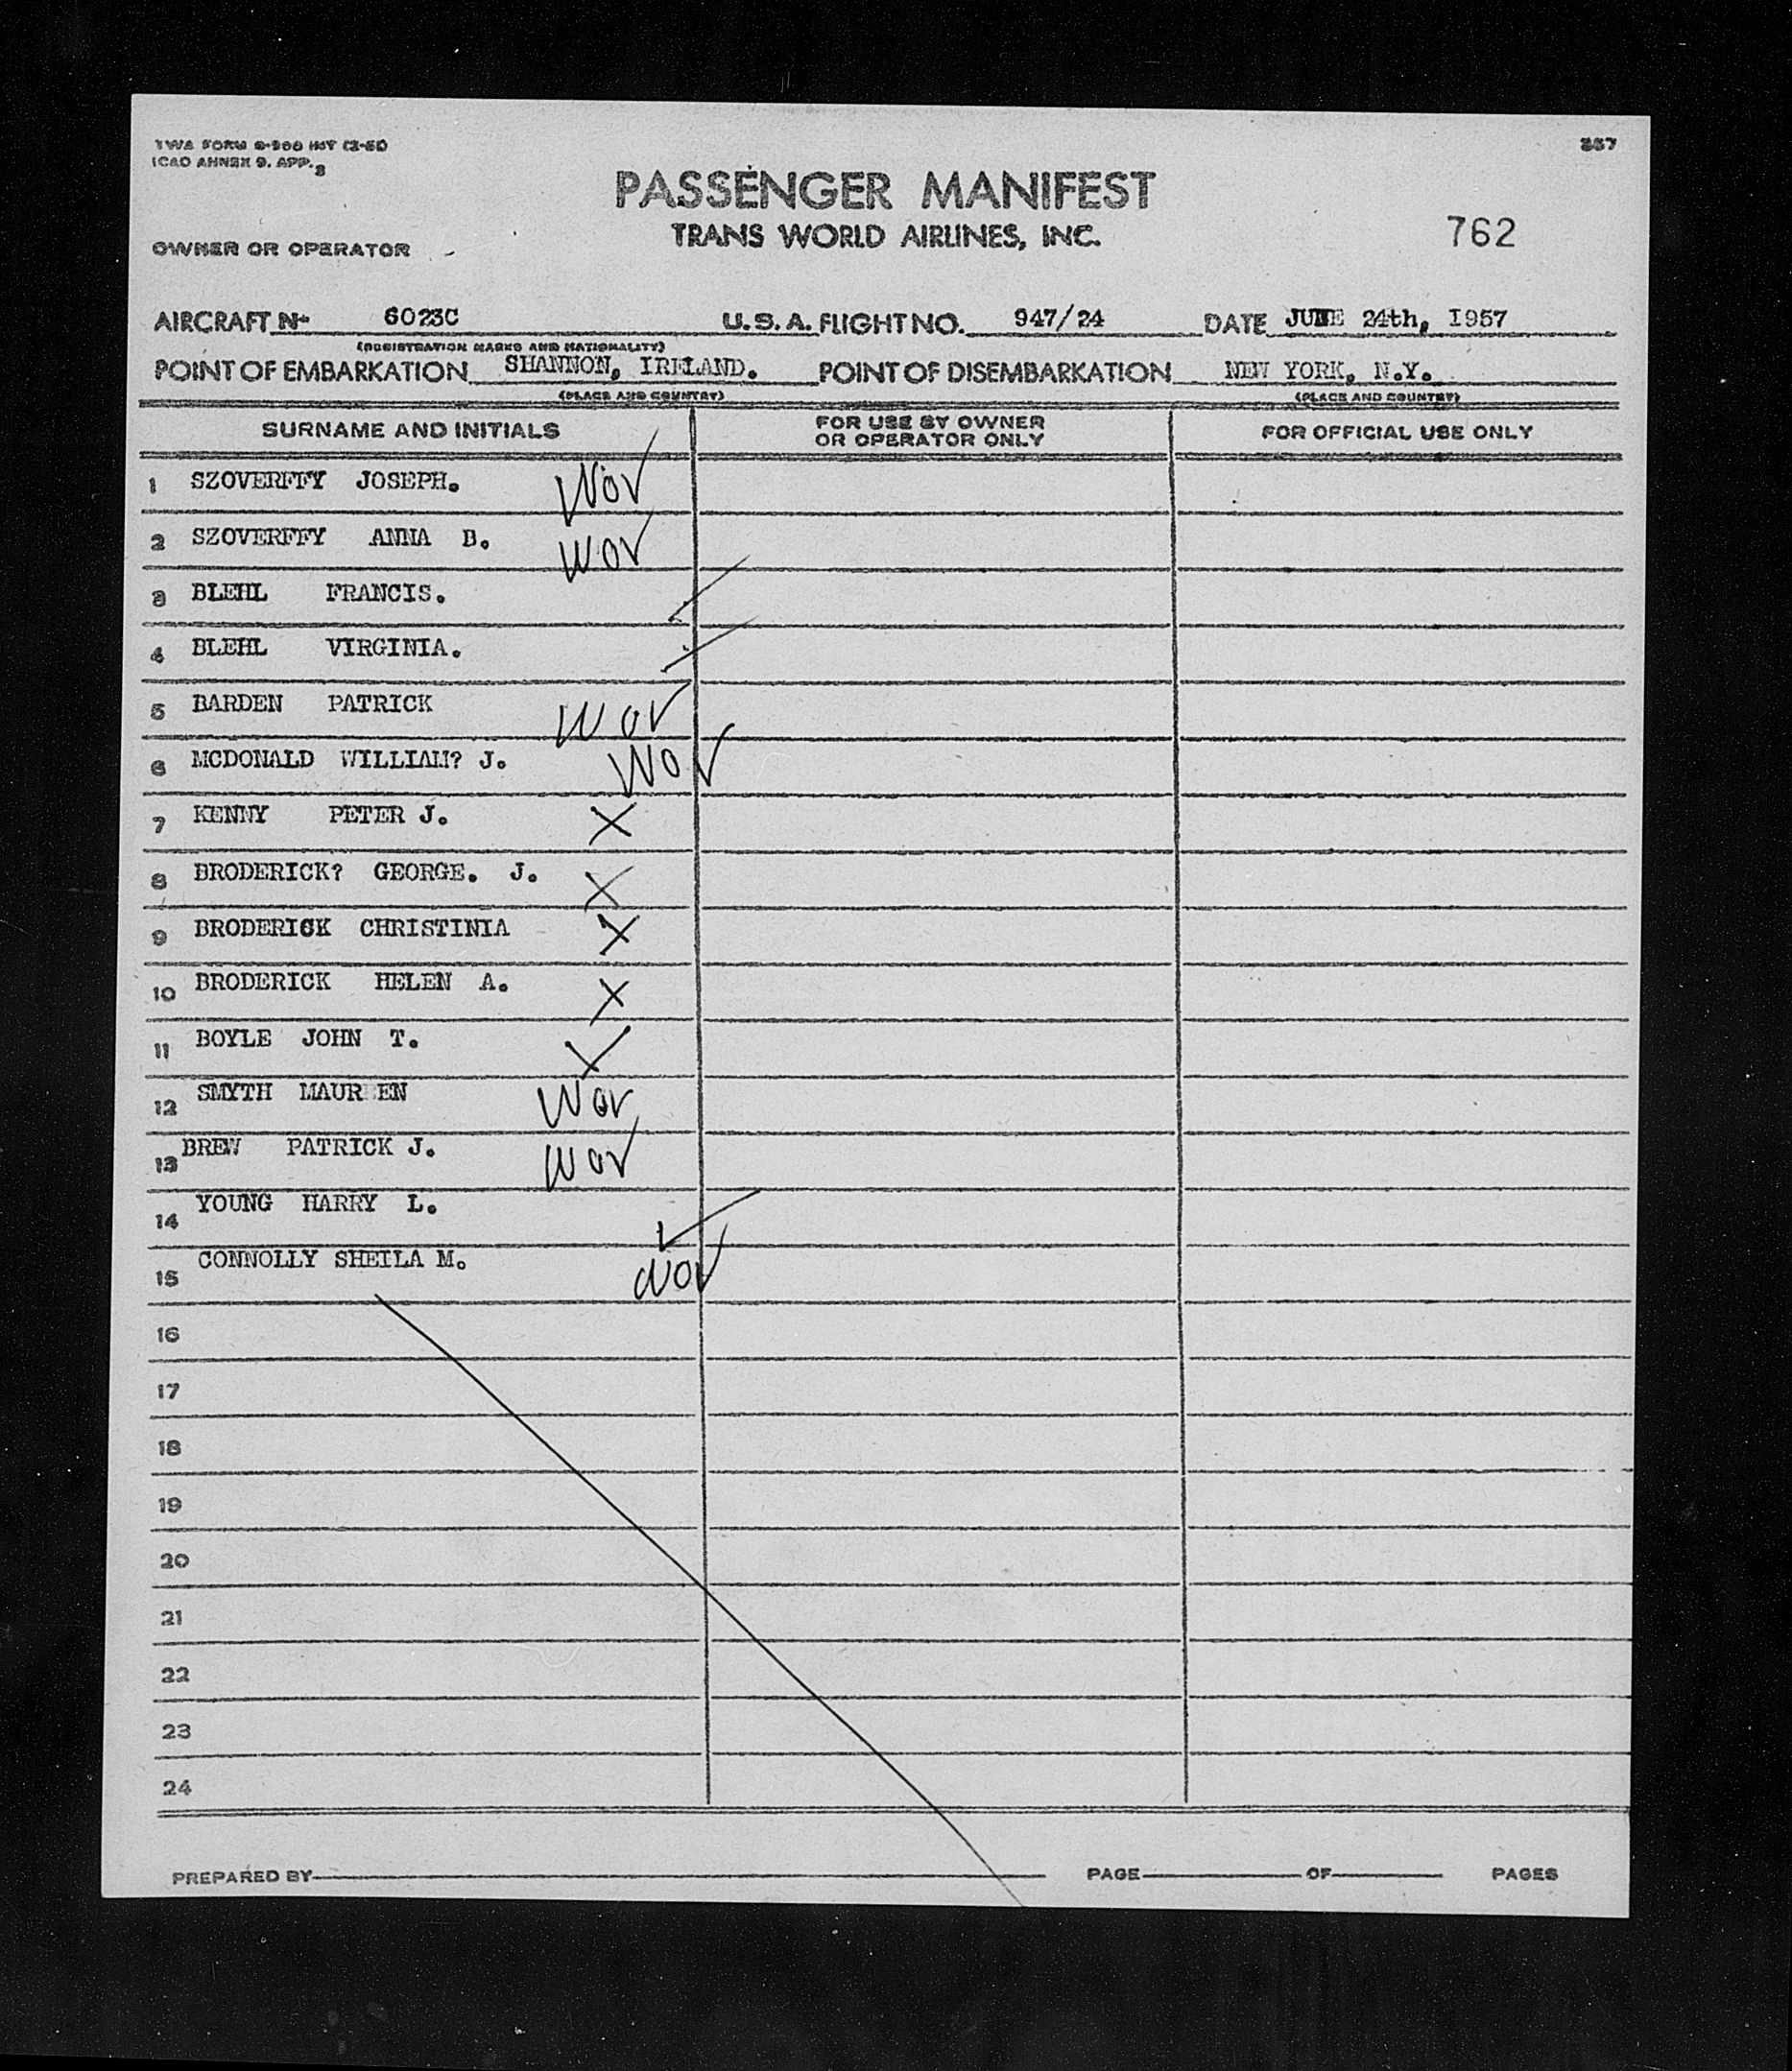 TWA FORM
ICAO ANNEX 9. APP. 3
357
PASSENGER MANIFEST
TRANS WORLD AIRLINES, INC.
762
OWNER OR OPERATOR
AIRCRAFT No 6023C U.S.A. FLIGHT NO. 947/24 DATE JUNE 24th, I957
(REGISTRATION MARKS AND NATIONALITY)
POINT OF EMBARKATION SHANNON, IRELAND. POINT OF DISEMBARKATION NEW YORK, N.Y.
(PLACE AND COUNTRY) (PLACE AND COUNTRY)
SURNAME AND INITIALS FOR USE BY OWNER OR OPERATOR ONLY FOR OFFICIAL USE ONLY
1 SZOVERFFY JOSEPH. Wov
2 SZOVERFFY ANNA B. Wov
3 BLEHL FRANCIS.
4 BLEHL VIRGINIA.
5 BARDEN PATRICK Wov
6 MCDONALD WILLIAM? J. Wov
7 KENNY PETER J. X
8 BRODERICK? GEORGE. J. X
9 BRODERICK CHRISTINIA X
10 BRODERICK HELEN A. X
11 BOYLE JOHN T. X
12 SMYTH MAUREEN Wov
13 BREW PATRICK J. Wov
14 YOUNG HARRY L.
15 CONNOLLY SHEILA M. Wov
16
17
18
19
20
21
22
23
24
PREPARED BY PAGE OF PAGES